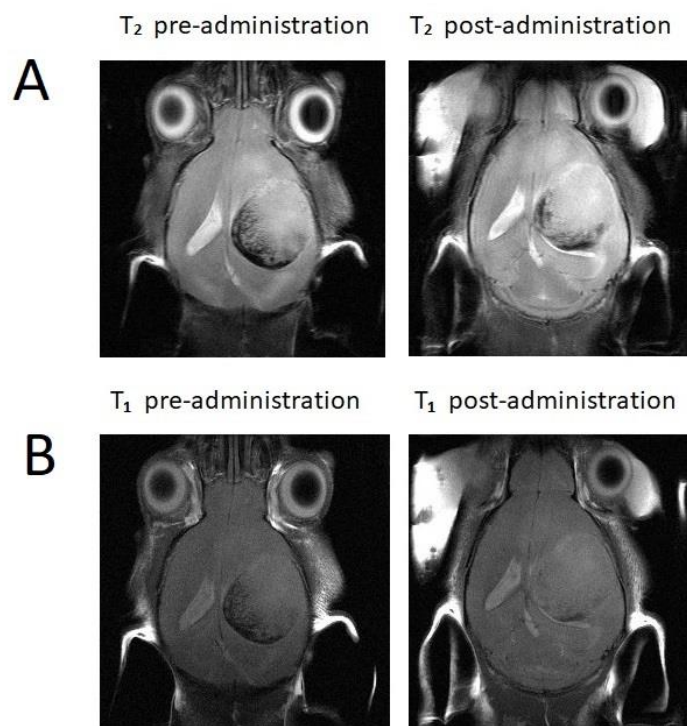 T₂ pre-administration T₂ post-administration
A
T₁ pre-administration T₁ post-administration
B